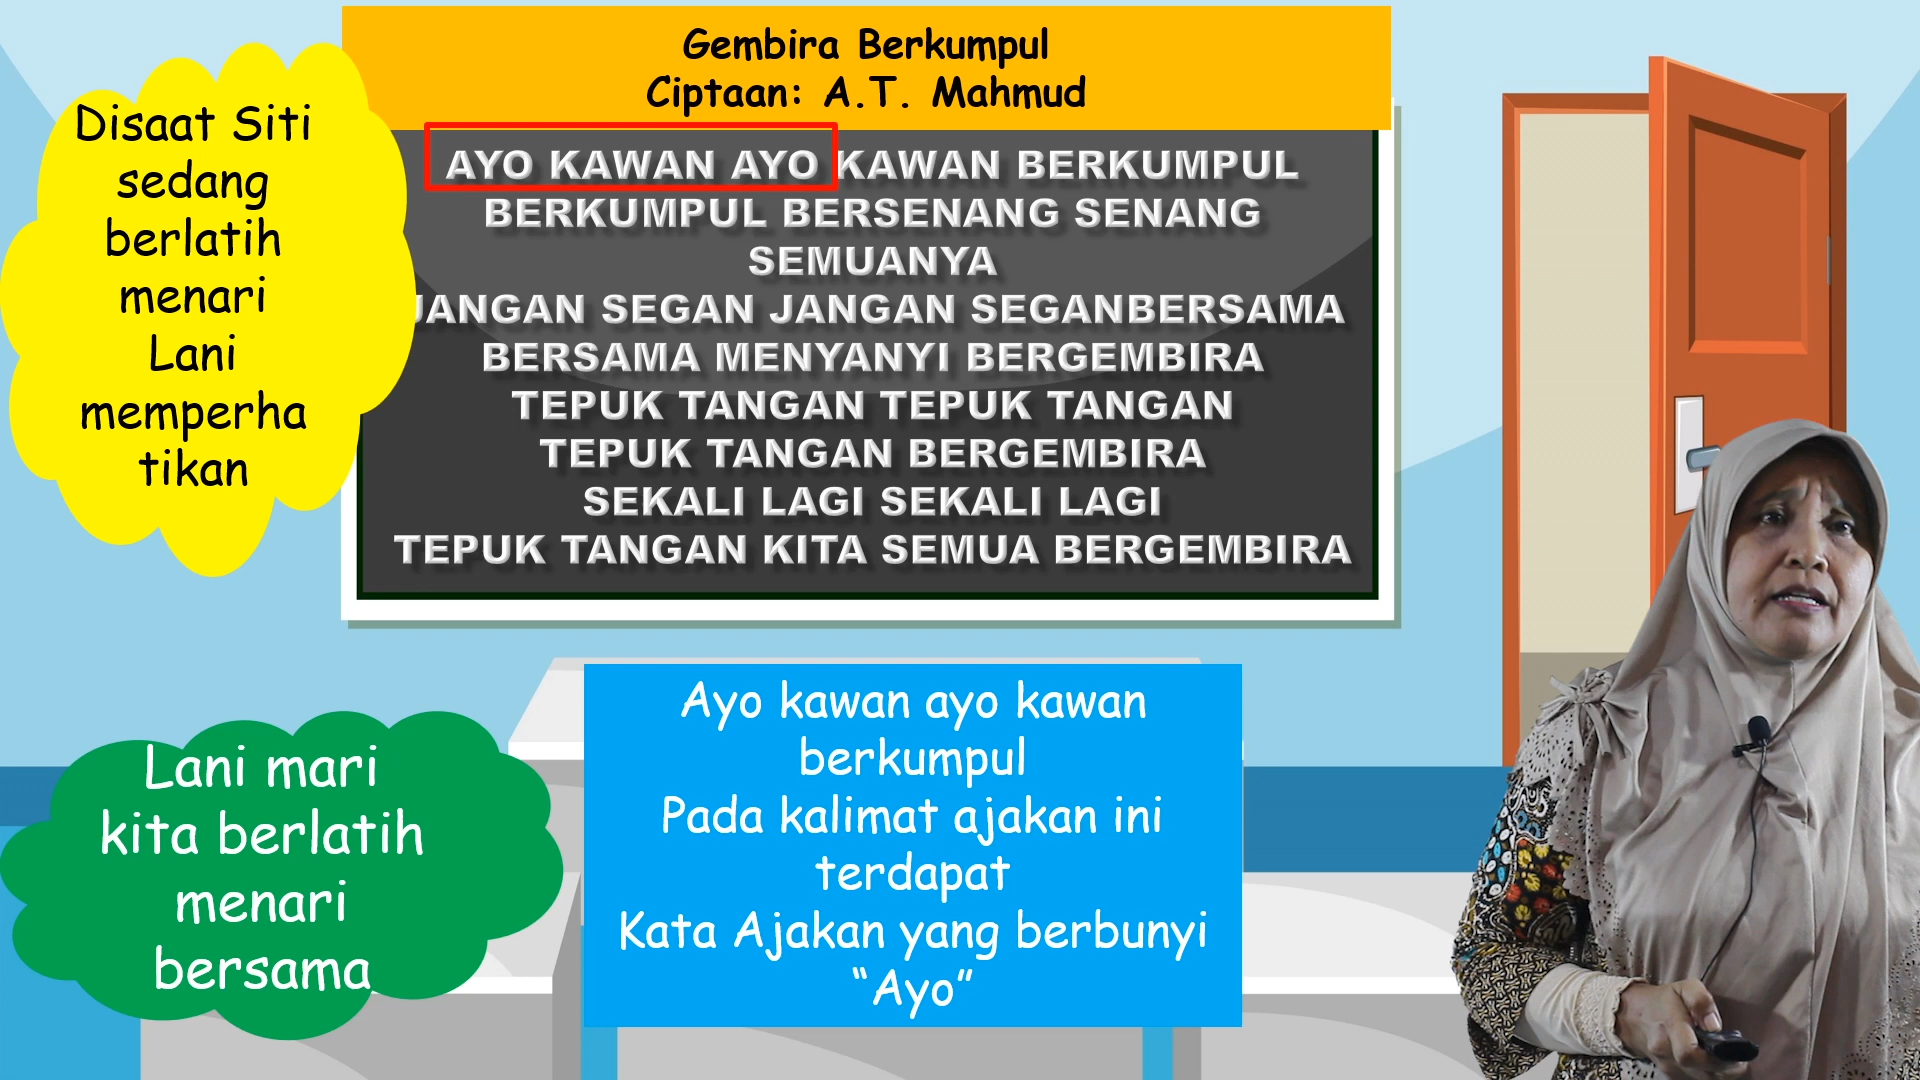 Gembira Berkumpul
Ciptaan: A.T. Mahmud
Disaat Siti
sedang
berlatih
menari
Lani
memperha
tikan
AYO KAWAN AYO KAWAN BERKUMPUL
BERKUMPUL BERSENANG SENANG
SEMUANYA
JANGAN SEGAN JANGAN SEGANBERSAMA
BERSAMA MENYANYI BERGEMBIRA
TEPUK TANGAN TEPUK TANGAN
TEPUK TANGAN BERGEMBIRA
SEKALI LAGI SEKALI LAGI
TEPUK TANGAN KITA SEMUA BERGEMBIRA
Lani mari
kita berlatih
menari
bersama
Ayo kawan ayo kawan
berkumpul
Pada kalimat ajakan ini
terdapat
Kata Ajakan yang berbunyi
“Ayo”